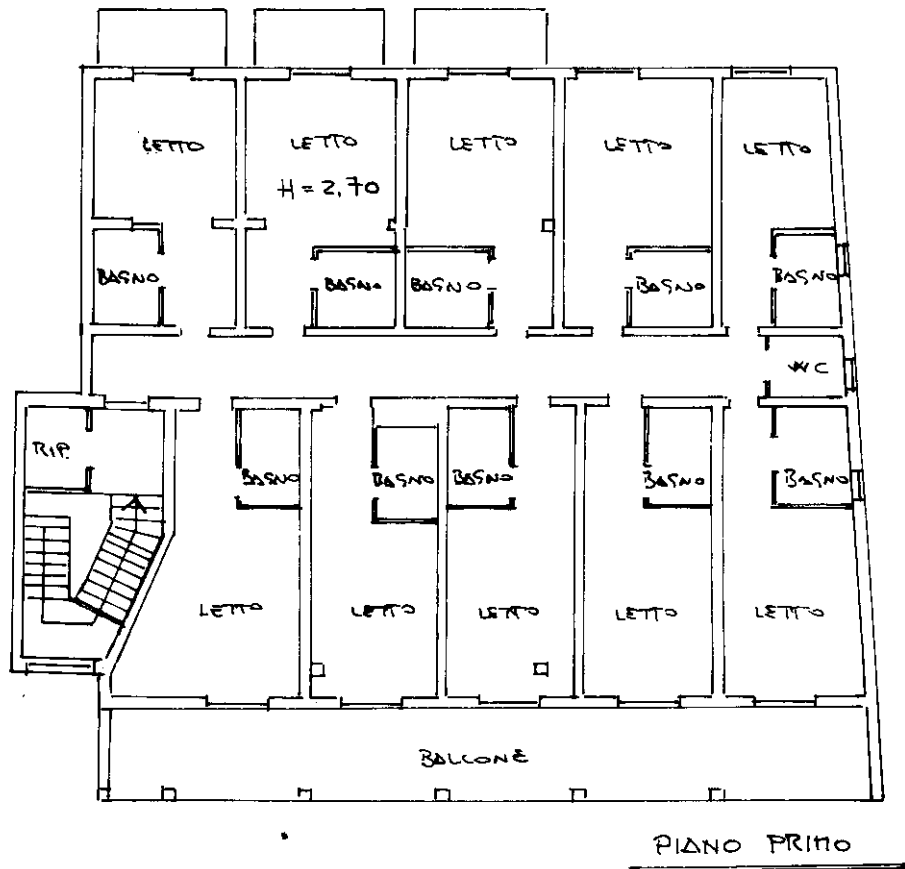 LETTO
LETTO
LETTO
LETTO
LETTO
H = 2,70
BAGNO
BAGNO
BAGNO
BAGNO
BAGNO
WC
RIP.
BAGNO
BAGNO
BAGNO
BAGNO
BAGNO
LETTO
LETTO
LETTO
LETTO
LETTO
BALCONE
PIANO PRIMO